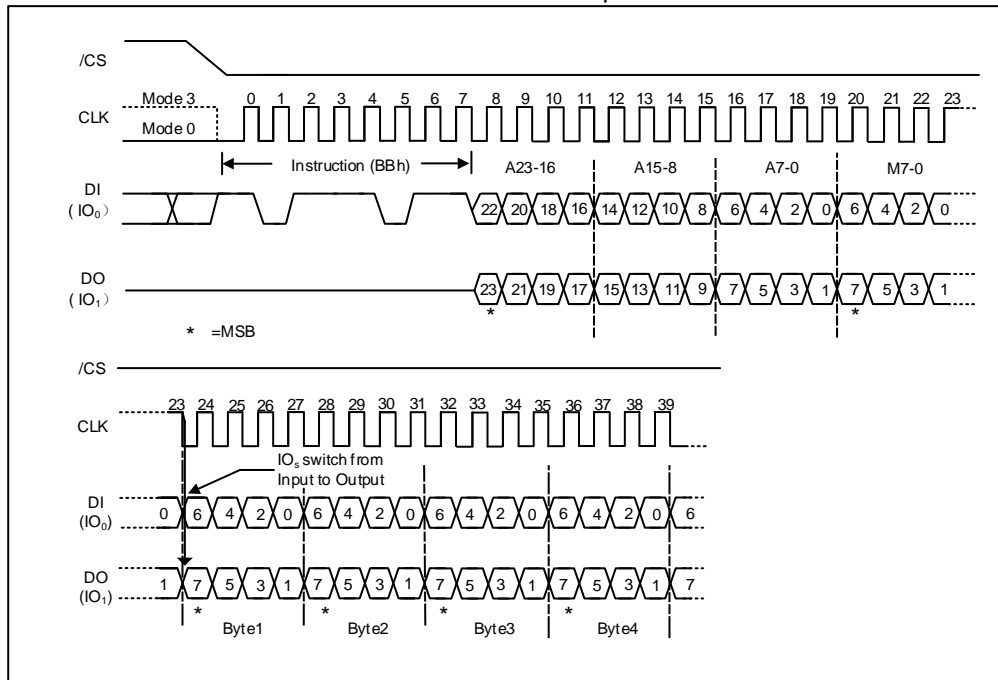 /CS
Mode 3
CLK
Mode 0
0 1 2 3 4 5 6 7 8 9 10 11 12 13 14 15 16 17 18 19 20 21 22 23
Instruction (BBh)
A23-16 A15-8 A7-0 M7-0
DI
( IO0)
22 20 18 16 14 12 10 8 6 4 2 0 6 4 2 0
DO
( IO1)
23 21 19 17 15 13 11 9 7 5 3 1 7 5 3 1
* *
* =MSB
/CS
23 24 25 26 27 28 29 30 31 32 33 34 35 36 37 38 39
CLK
IOs switch from
Input to Output
DI
(IO0)
0 6 4 2 0 6 4 2 0 6 4 2 0 6 4 2 0 6
DO
(IO1)
1 7 5 3 1 7 5 3 1 7 5 3 1 7 5 3 1 7
* * * *
Byte1 Byte2 Byte3 Byte4